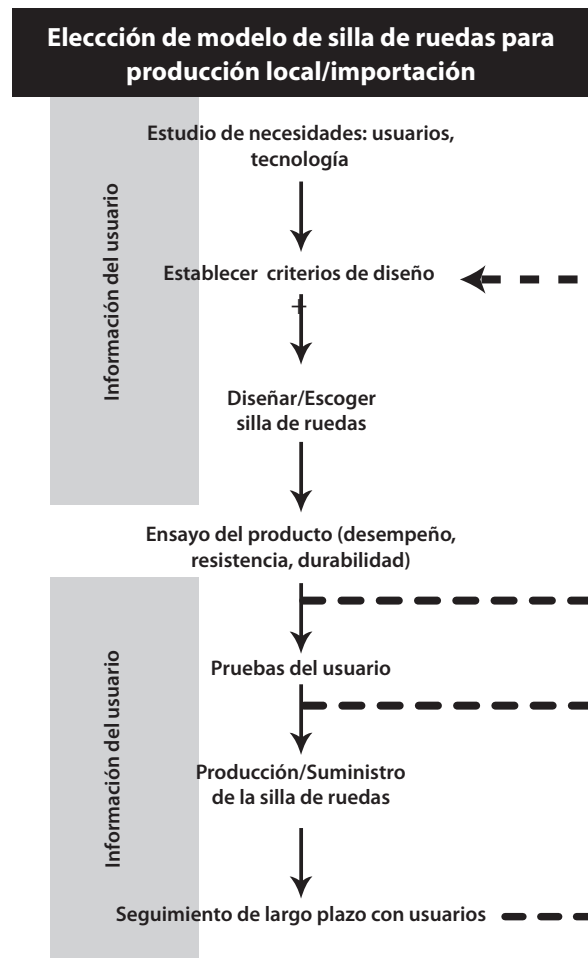 Eleccción de modelo de silla de ruedas para
producción local/importación
Información del usuario
Estudio de necesidades: usuarios,
tecnología
Establecer criterios de diseño
Diseñar/Escoger
silla de ruedas
Ensayo del producto (desempeño,
resistencia, durabilidad)
Información del usuario
Pruebas del usuario
Producción/Suministro
de la silla de ruedas
Seguimiento de largo plazo con usuarios